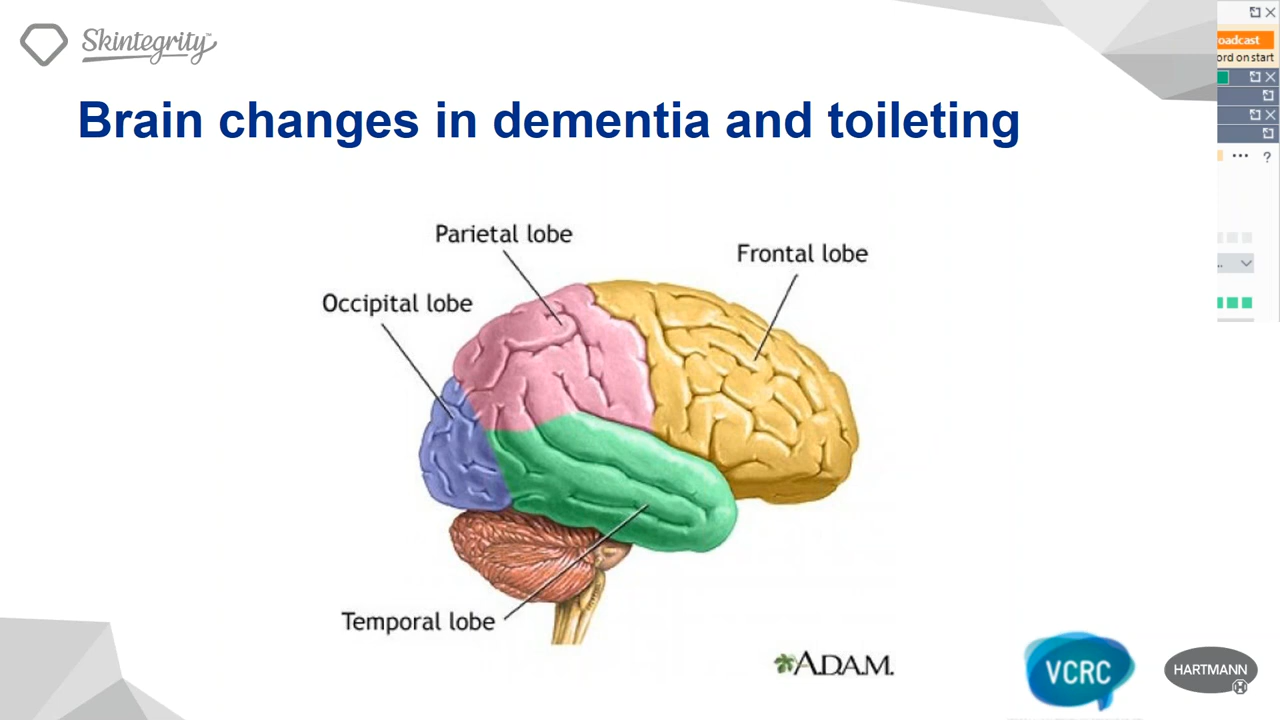 Skintegrity™
oadcast
ord on start
Brain changes in dementia and toileting
... ?
Parietal lobe
Frontal lobe
Occipital lobe
..
Temporal lobe
A.D.A.M.
VCRC
HARTMANN